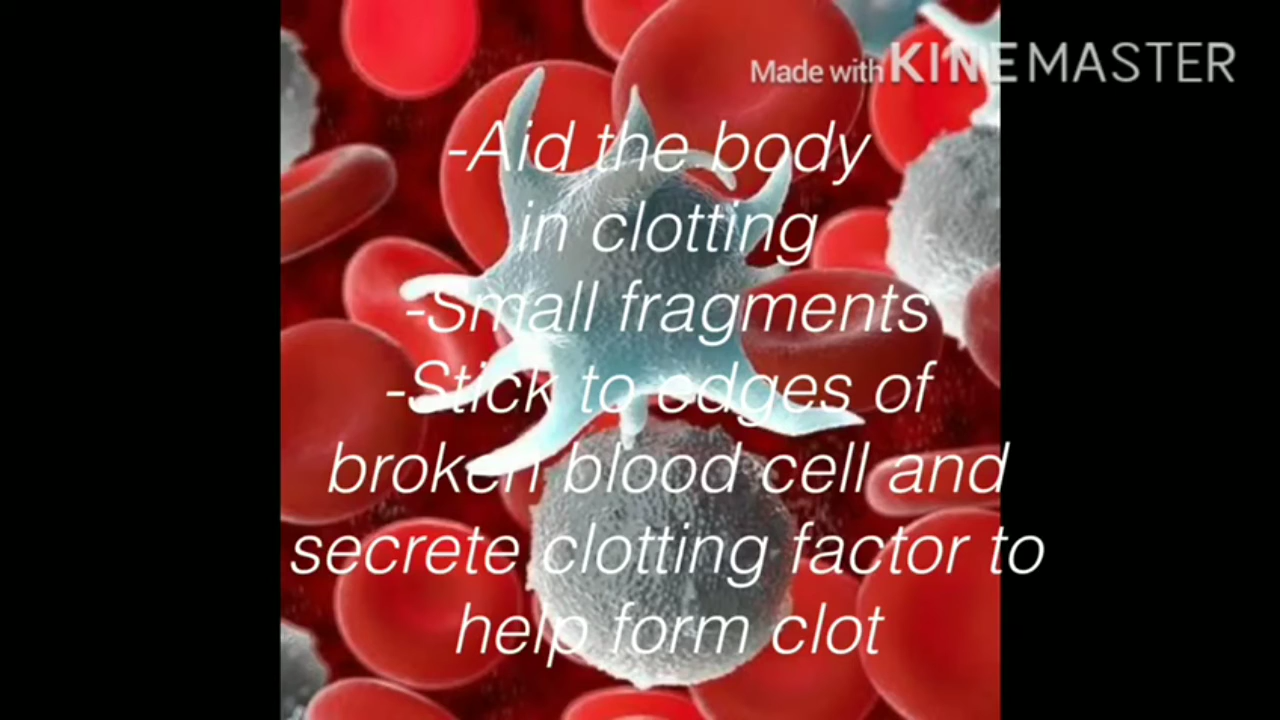 Made with KINEMASTER
-Aid the body
in clotting
-Small fragments
-Stick to edges of
broken blood cell and
secrete clotting factor to
help form clot